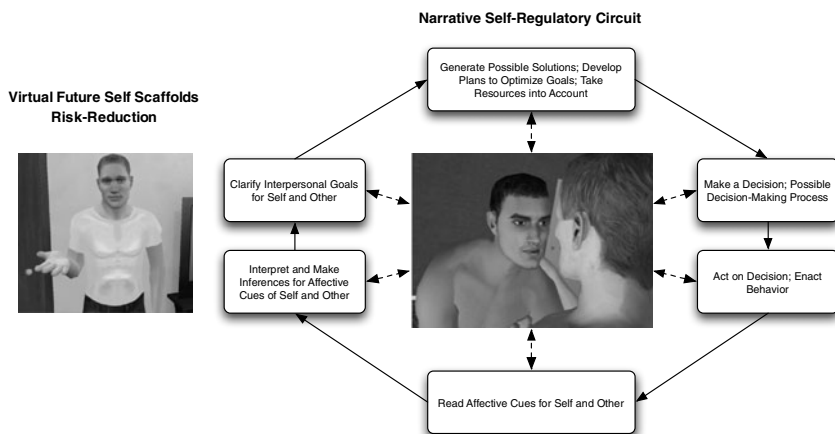 Narrative Self-Regulatory Circuit
Virtual Future Self Scaffolds
Risk-Reduction
Generate Possible Solutions; Develop
Plans to Optimize Goals; Take
Resources into Account
Clarify Interpersonal Goals
for Self and Other
Make a Decision; Possible
Decision-Making Process
Interpret and Make
Inferences for Affective
Cues of Self and Other
Act on Decision; Enact
Behavior
Read Affective Cues for Self and Other